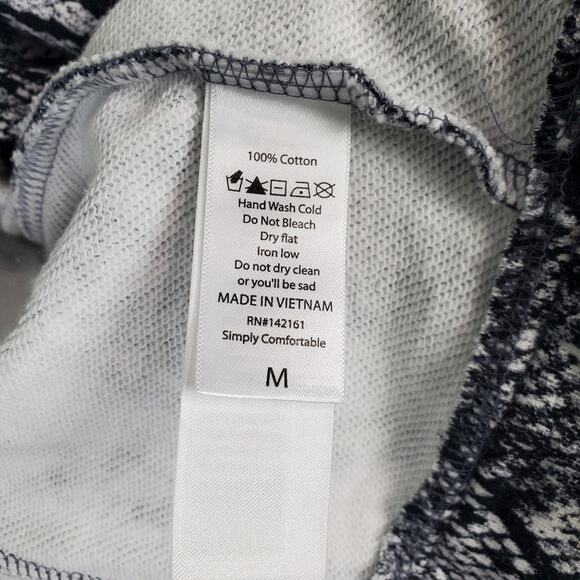 100% Cotton
Hand Wash Cold
Do Not Bleach
Dry flat
Iron low
Do not dry clean
or you'll be sad
MADE IN VIETNAM
RN#142161
Simply Comfortable
M